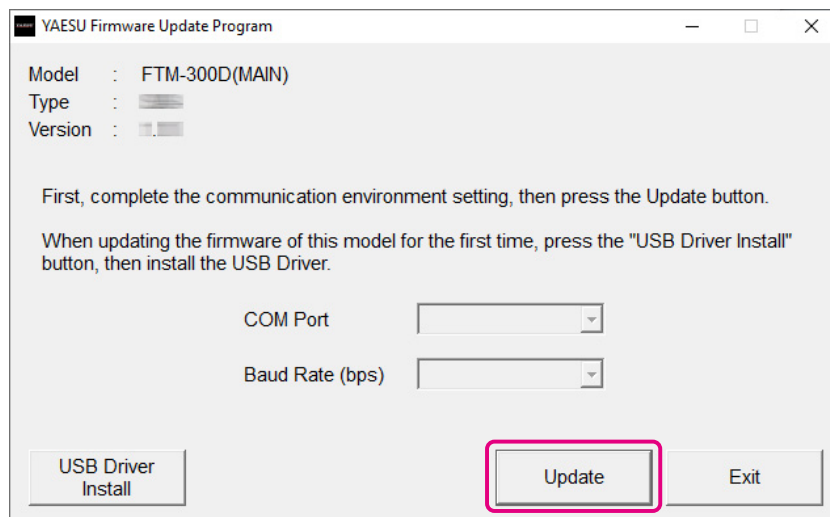 YAESU Firmware Update Program
Model : FTM-300D(MAIN)
Type :
Version :
First, complete the communication environment setting, then press the Update button.
When updating the firmware of this model for the first time, press the "USB Driver Install"
button, then install the USB Driver.
COM Port
Baud Rate (bps)
USB Driver
Install
Update
Exit